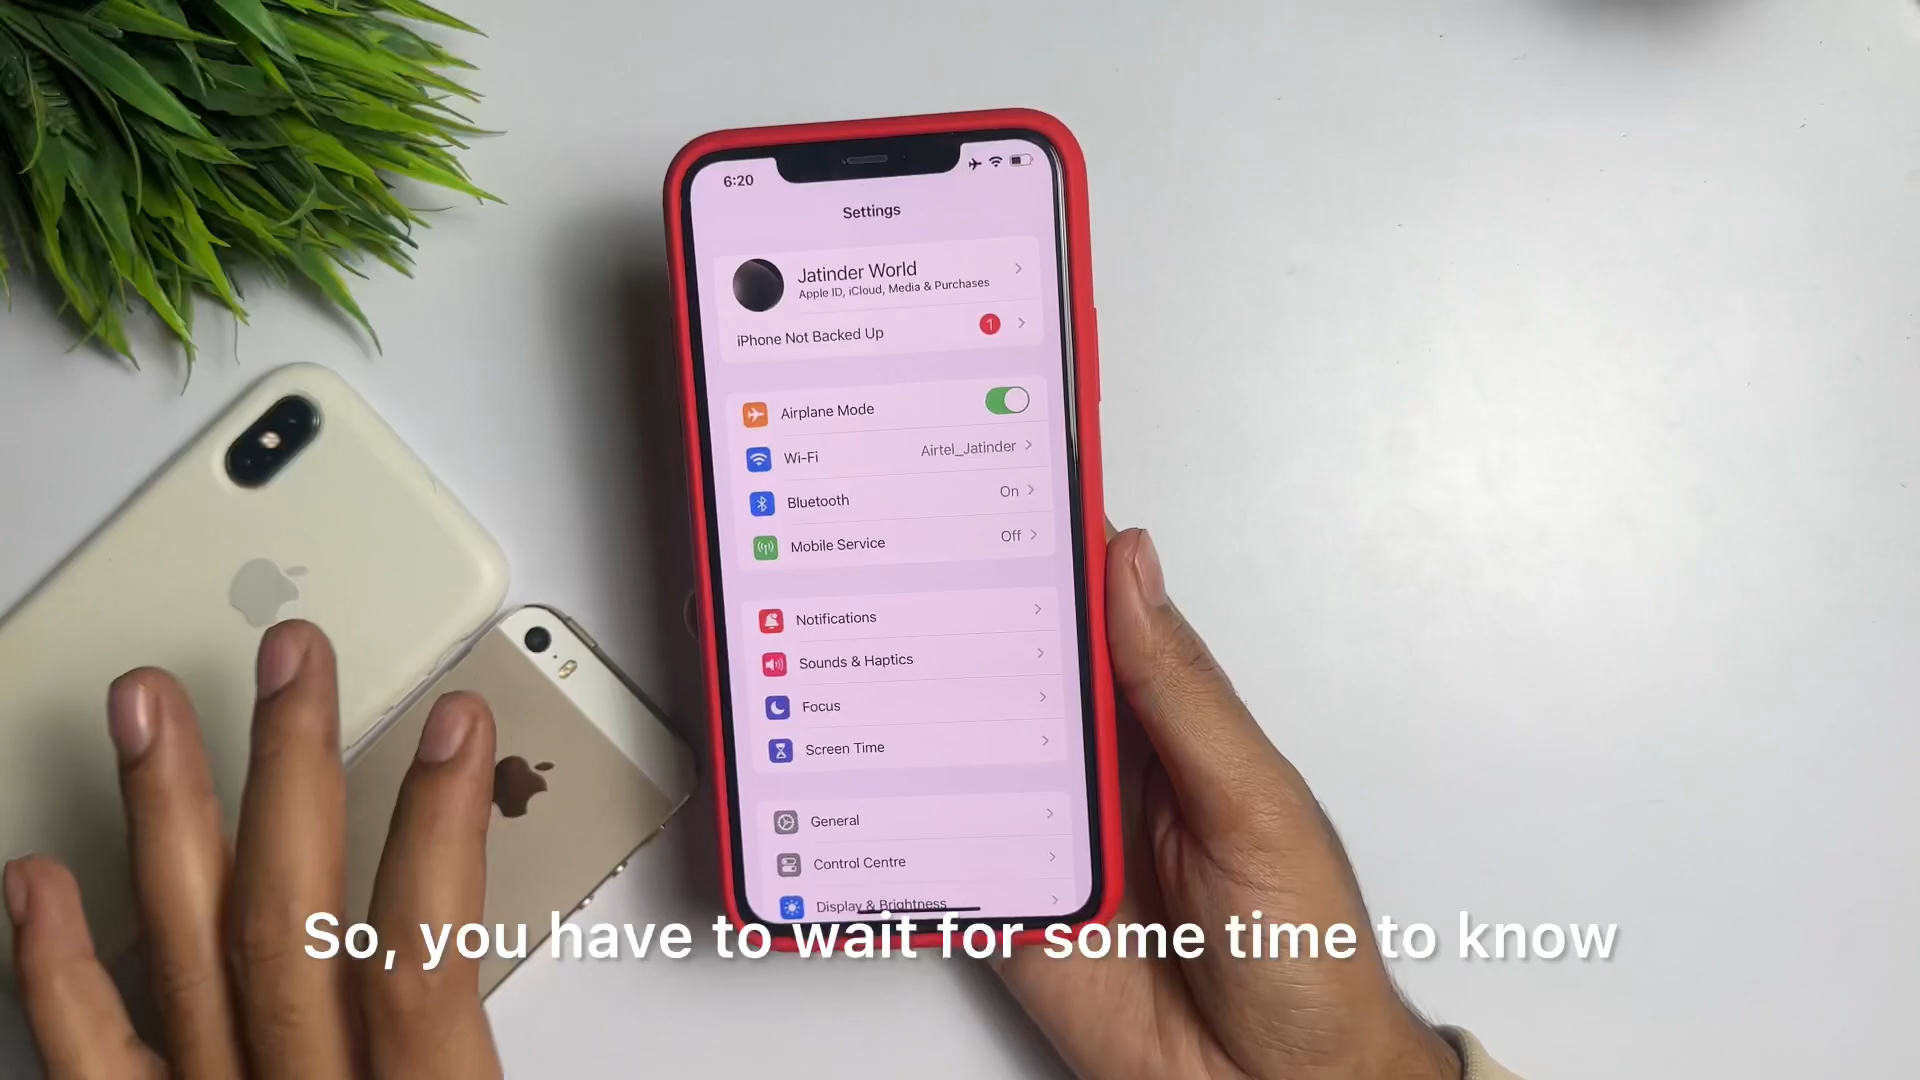 6:20
Settings
Jatinder World
Apple ID, iCloud, Media & Purchases
iPhone Not Backed Up
1
Airplane Mode
Wi-Fi
Airtel_Jatinder
Bluetooth
On
Mobile Service
Off
Notifications
Sounds & Haptics
Focus
Screen Time
General
Control Centre
Display & Brightness
So, you have to wait for some time to know